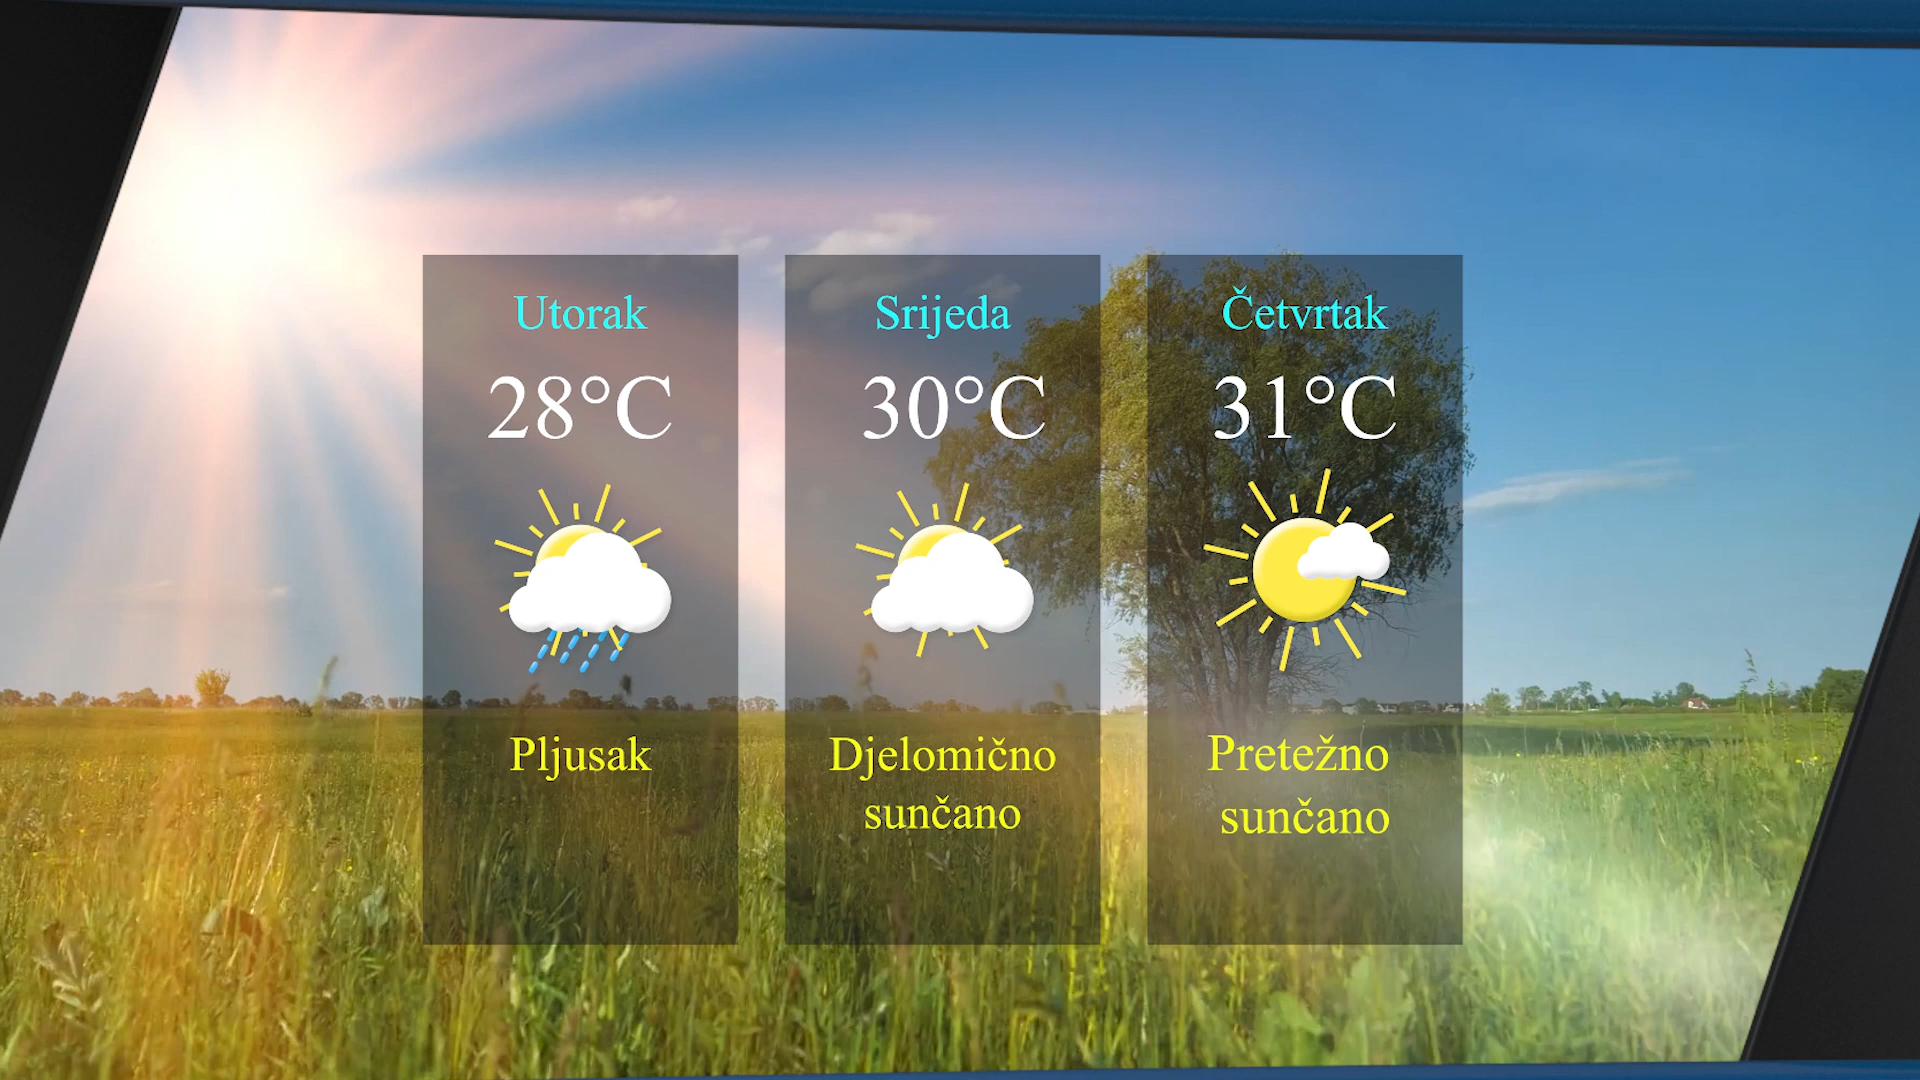 Utorak
28°C
Pljusak
Srijeda
30°C
Djelomično
sunčano
Četvrtak
31°C
Pretežno
sunčano